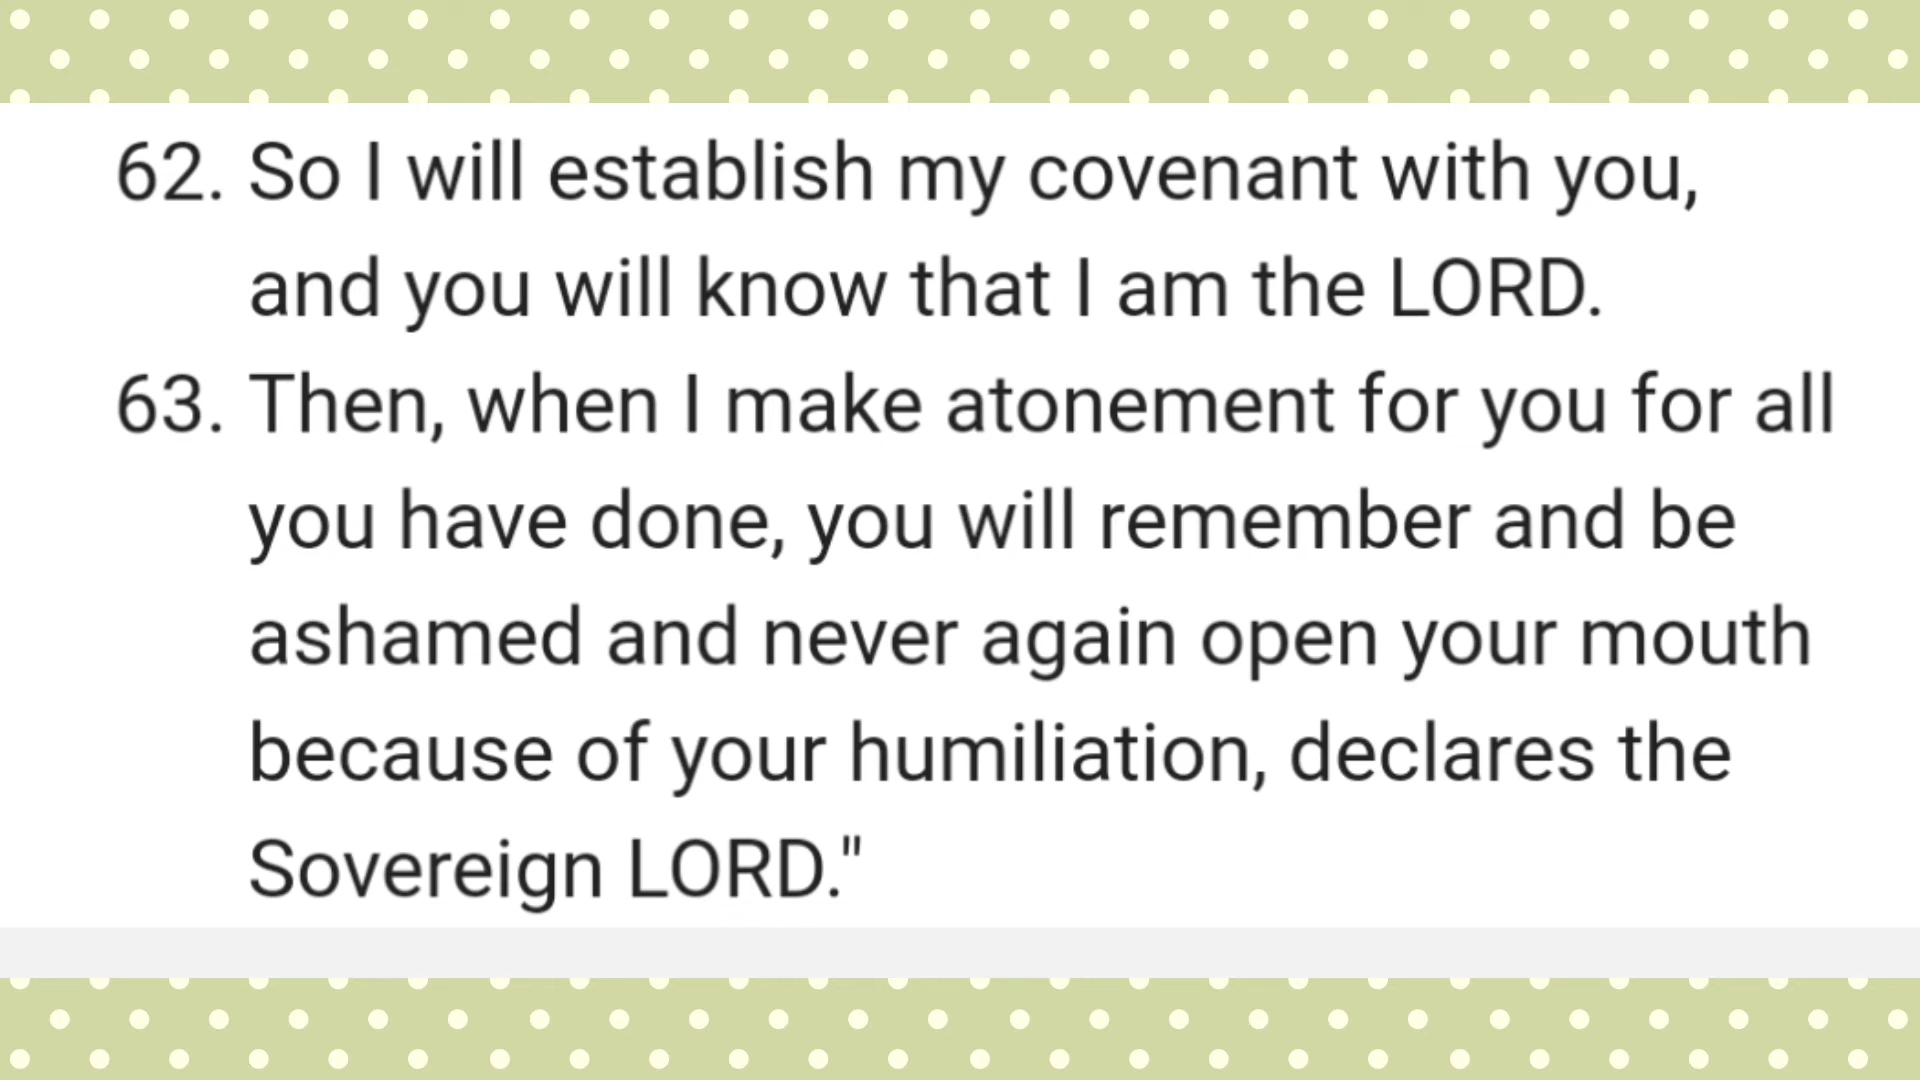 62. So I will establish my covenant with you,
and you will know that I am the LORD.
63. Then, when I make atonement for you for all
you have done, you will remember and be
ashamed and never again open your mouth
because of your humiliation, declares the
Sovereign LORD."